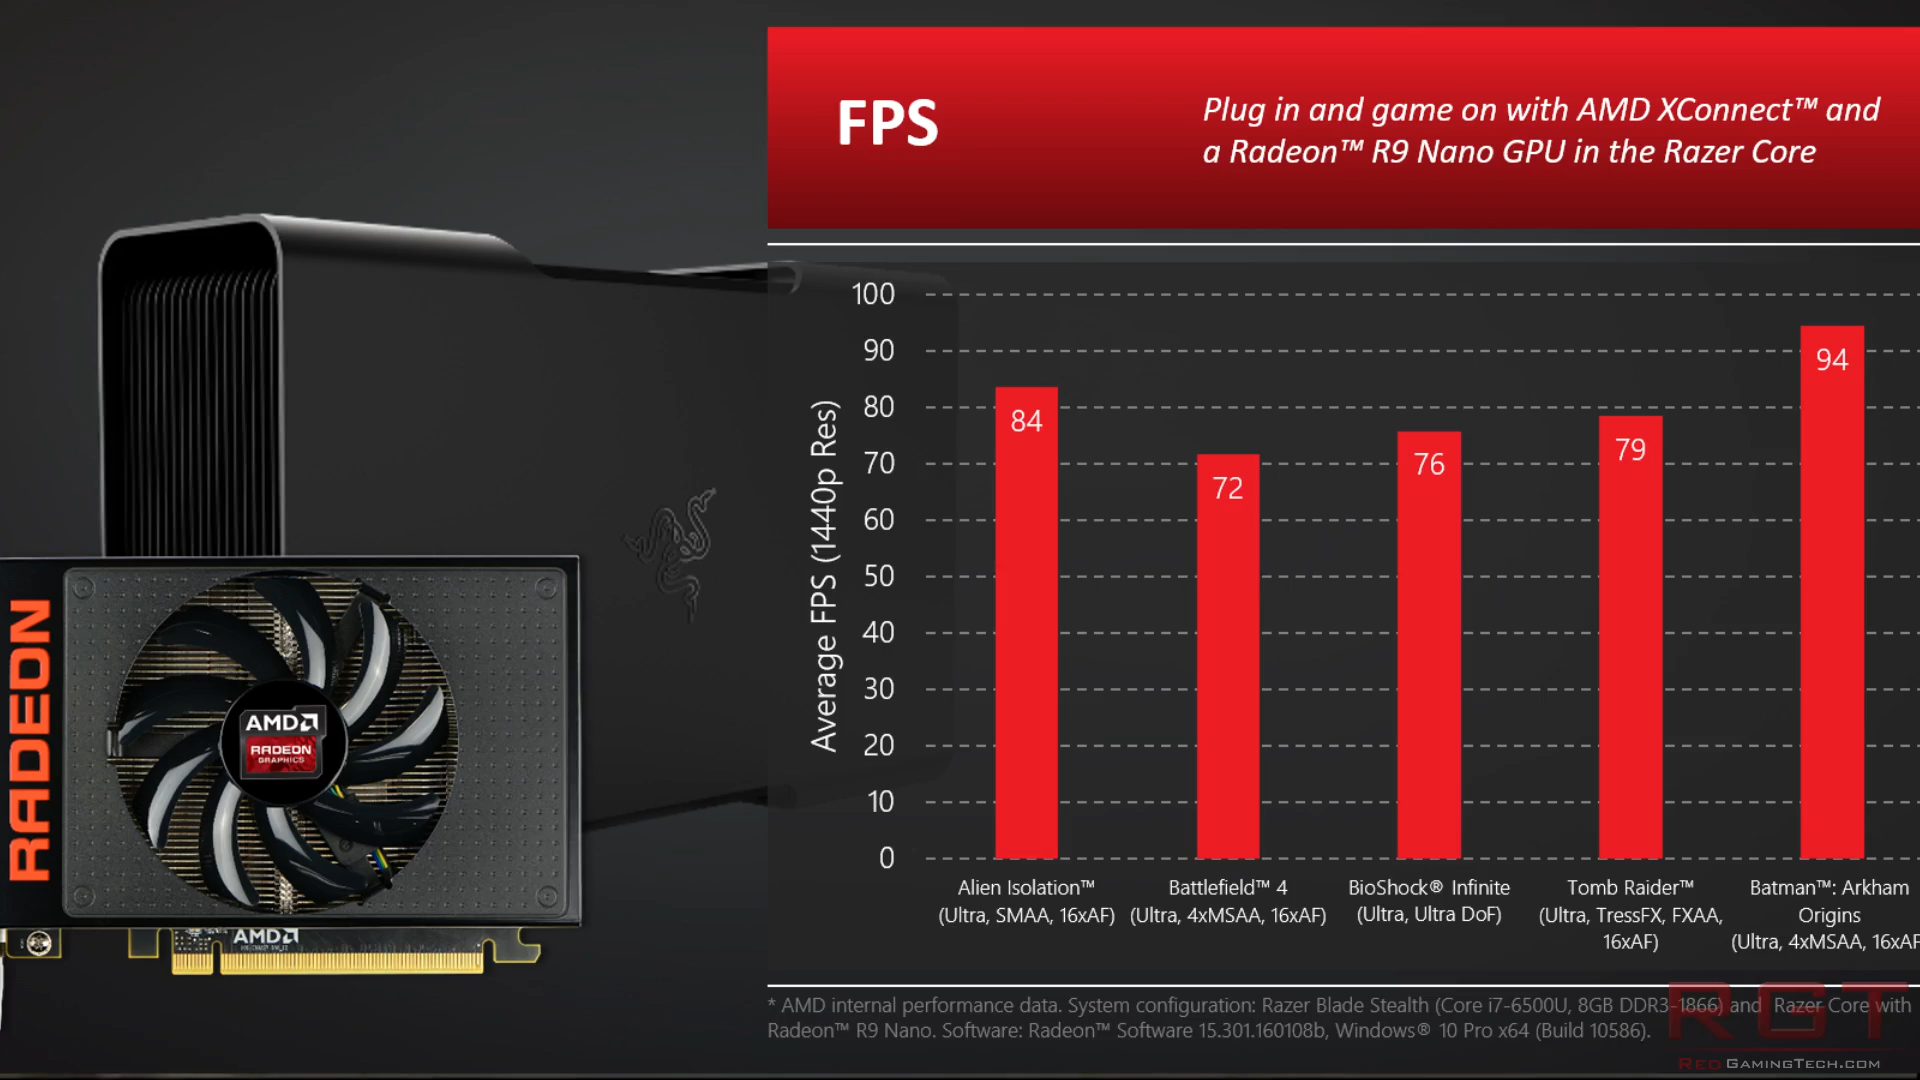 FPS
Plug in and game on with AMD XConnect™ and
a Radeon™ R9 Nano GPU in the Razer Core
100
90
80
70
60
50
40
30
20
10
0
Average FPS (1440p Res)
84
72
76
79
94
Alien Isolation™
(Ultra, SMAA, 16xAF)
Battlefield™ 4
(Ultra, 4xMSAA, 16xAF)
BioShock® Infinite
(Ultra, Ultra DoF)
Tomb Raider™
(Ultra, TressFX, FXAA,
16xAF)
Batman™: Arkham
Origins
(Ultra, 4xMSAA, 16xAF
* AMD internal performance data. System configuration: Razer Blade Stealth (Core i7-6500U, 8GB DDR3-1866) and Razer Core with
Radeon™ R9 Nano. Software: Radeon™ Software 15.301.160108b, Windows® 10 Pro x64 (Build 10586).
RADEON
AMD
RADEON
GRAPHICS
AMD
RGT
REDGAMINGTECH.COM